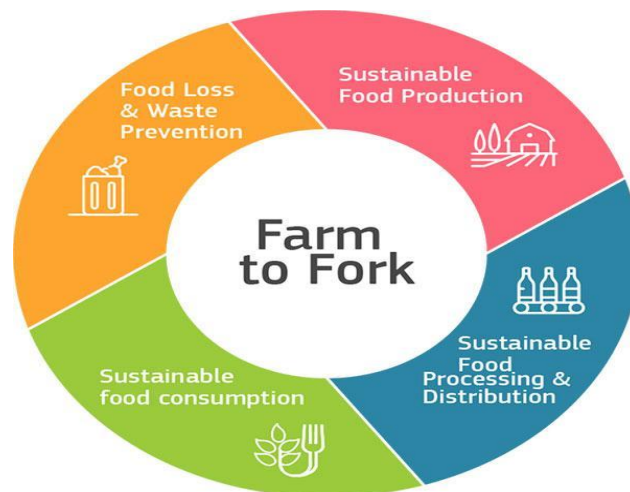 Food Loss
& Waste
Prevention
Sustainable
Food Production
Farm
to Fork
Sustainable
Food
Processing &
Distribution
Sustainable
food consumption